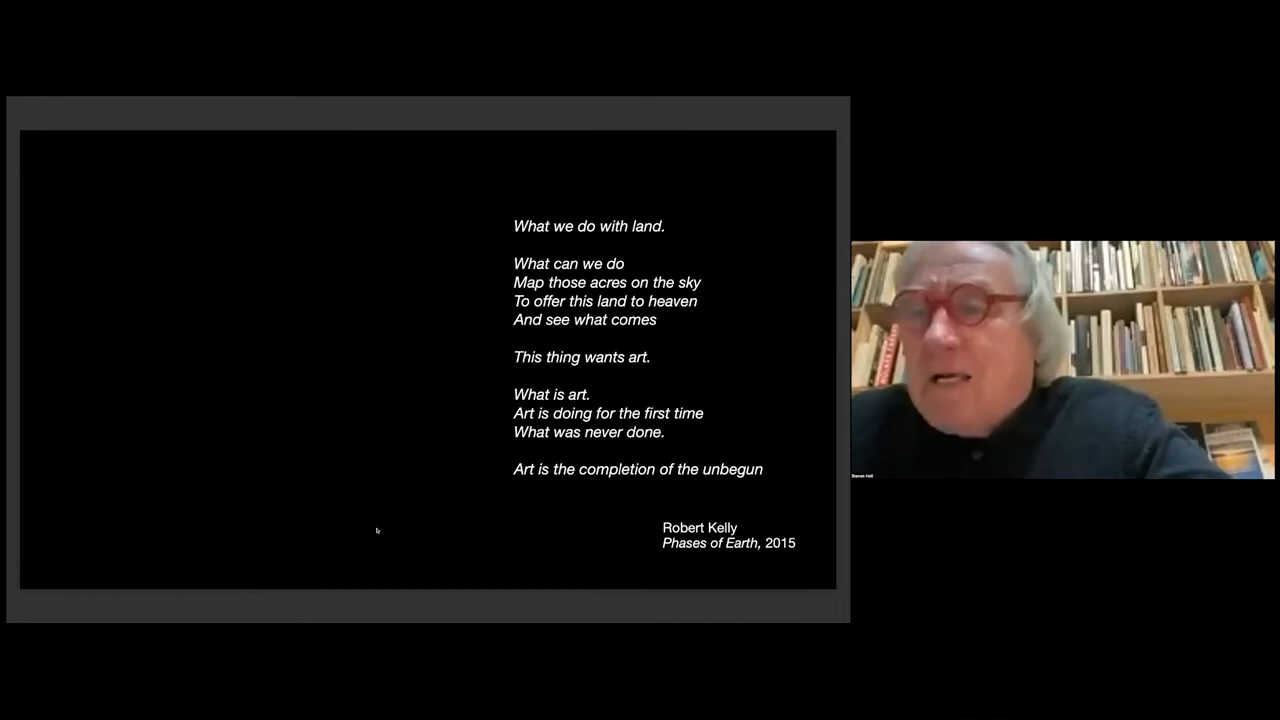 What we do with land.
What can we do
Map those acres on the sky
To offer this land to heaven
And see what comes
This thing wants art.
What is art.
Art is doing for the first time
What was never done.
Art is the completion of the unbegun
Robert Kelly
Phases of Earth, 2015
Steven Holl